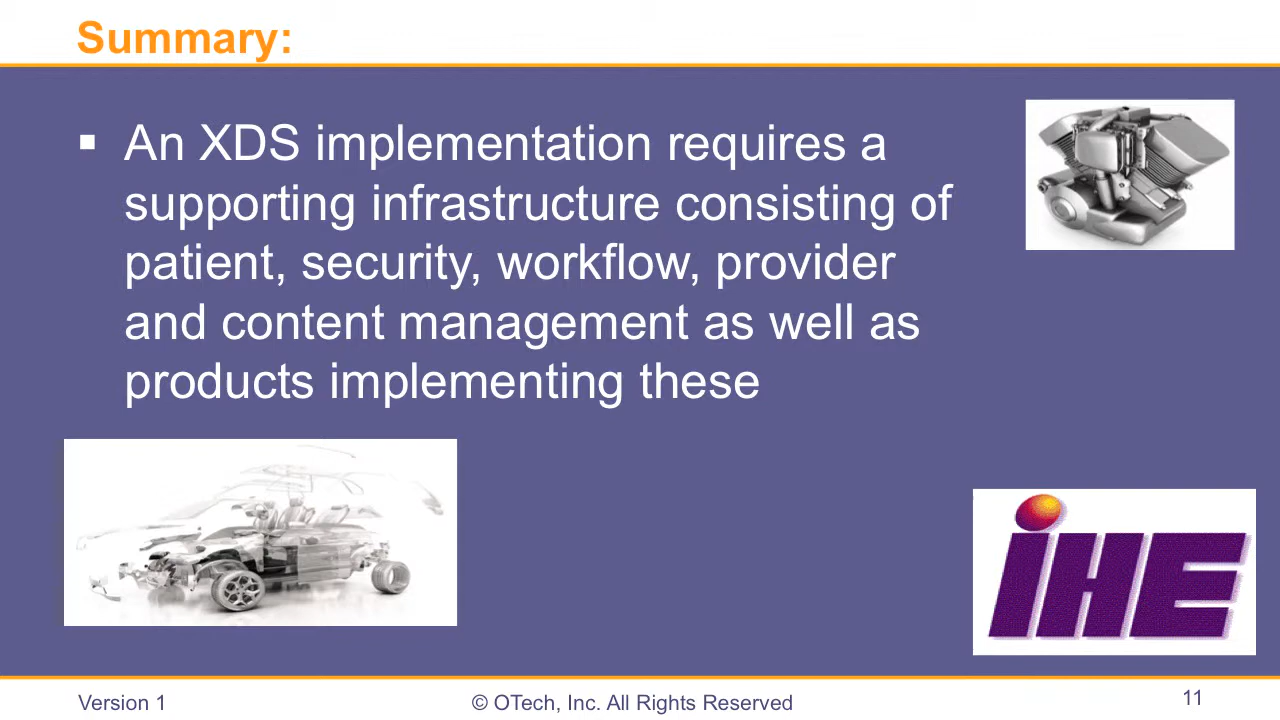 Summary:
▪ An XDS implementation requires a
supporting infrastructure consisting of
patient, security, workflow, provider
and content management as well as
products implementing these
iHE
Version 1
© OTech, Inc. All Rights Reserved
11